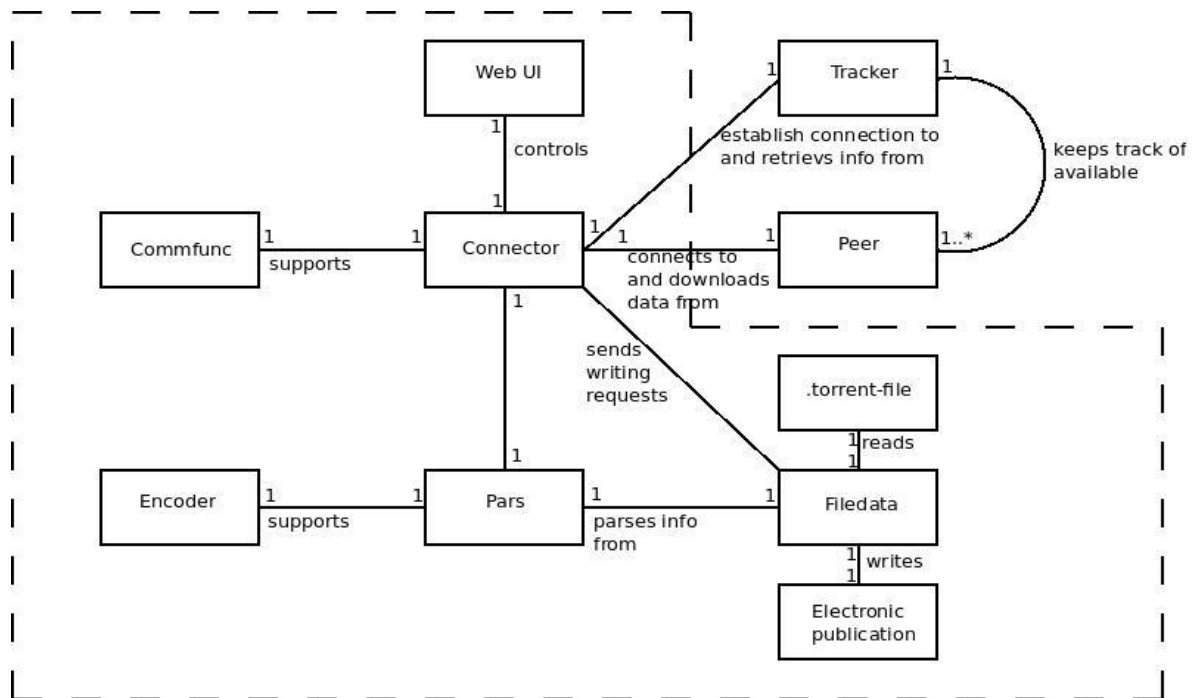 Web UI
Tracker
1
1
1
controls
establish connection to
and retrievs info from
keeps track of
available
1
1
Commfunc
1
1
supports
Connector
1
connects to
and downloads
data from
1
Peer
1..*
1
sends
writing
requests
.torrent-file
1
reads
1
1
Encoder
1
1
supports
Pars
1
1
parses info
from
Filedata
1
writes
1
Electronic
publication